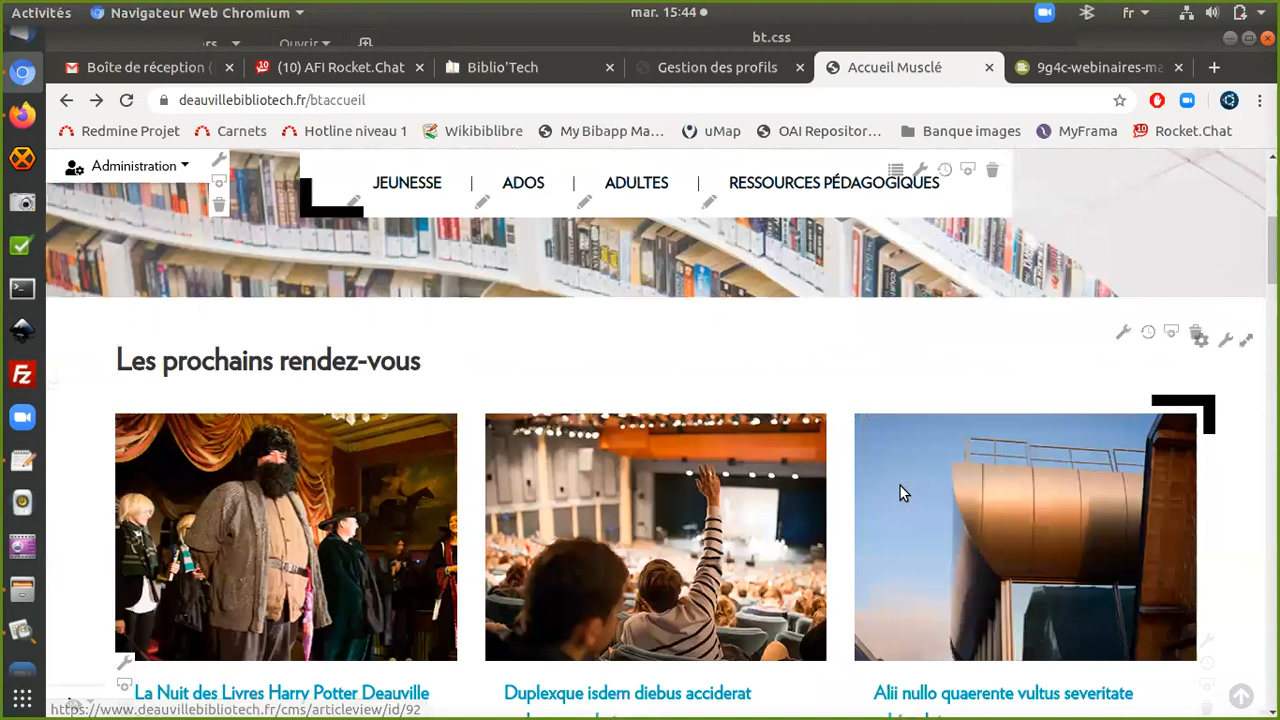 Activités Navigateur Web Chromium mar. 15:44 fr
Ouvrir bt.css
Boîte de réception ( (10) AFI Rocket.Chat Biblio'Tech Gestion des profils Accueil Musclé 9g4c-webinaires-ma
deauvillebibliotech.fr/btaccueil
Redmine Projet Carnets Hotline niveau 1 Wikibiblibre My Bibapp Ma... uMap OAI Repositor... Banque images MyFrama Rocket.Chat
Administration
JEUNESSE | ADOS | ADULTES | RESSOURCES PÉDAGOGIQUES
Les prochains rendez-vous
La Nuit des Livres Harry Potter Deauville Duplexque isdem diebus acciderat Alii nullo quaerente vultus severitate
https://www.deauvillebibliotech.fr/cms/articleview/id/92